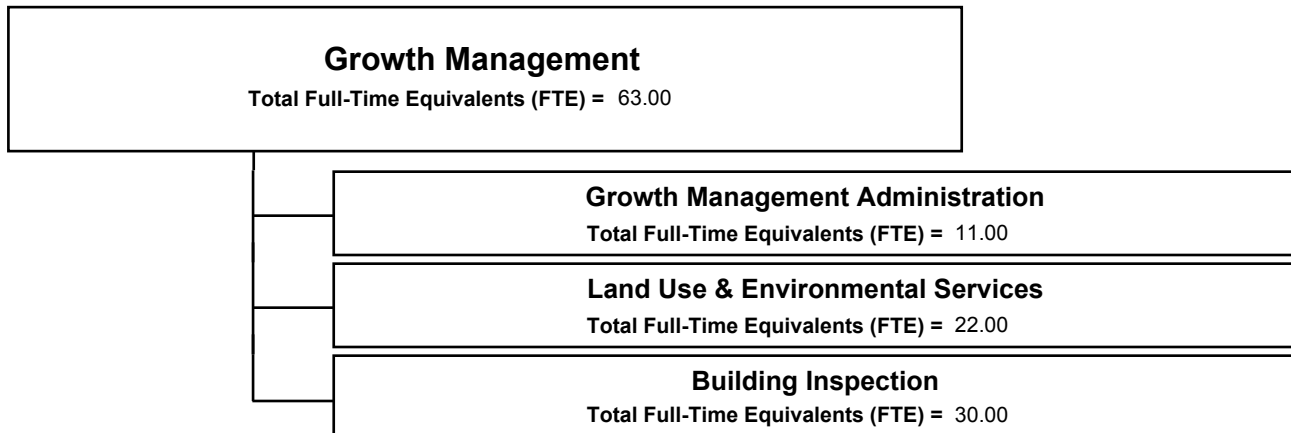 Growth Management
Total Full-Time Equivalents (FTE) = 63.00
Growth Management Administration
Total Full-Time Equivalents (FTE) = 11.00
Land Use & Environmental Services
Total Full-Time Equivalents (FTE) = 22.00
Building Inspection
Total Full-Time Equivalents (FTE) = 30.00